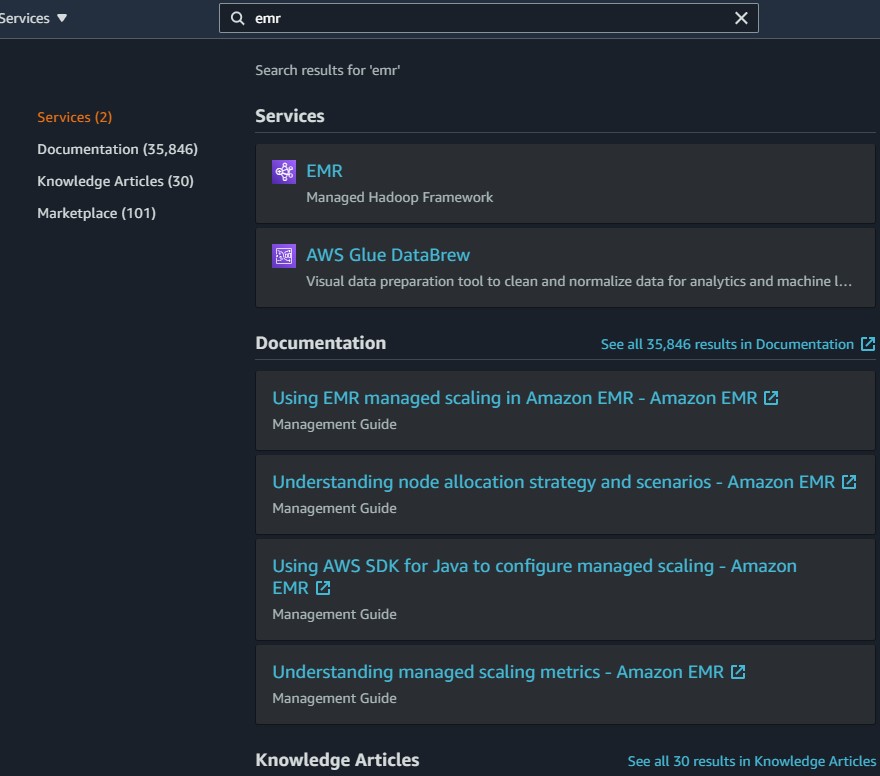 Services ▼
emr
Search results for 'emr'
Services (2)
Documentation (35,846)
Knowledge Articles (30)
Marketplace (101)
Services
EMR
Managed Hadoop Framework
AWS Glue DataBrew
Visual data preparation tool to clean and normalize data for analytics and machine l...
Documentation
See all 35,846 results in Documentation
Using EMR managed scaling in Amazon EMR - Amazon EMR
Management Guide
Understanding node allocation strategy and scenarios - Amazon EMR
Management Guide
Using AWS SDK for Java to configure managed scaling - Amazon
EMR
Management Guide
Understanding managed scaling metrics - Amazon EMR
Management Guide
Knowledge Articles
See all 30 results in Knowledge Articles